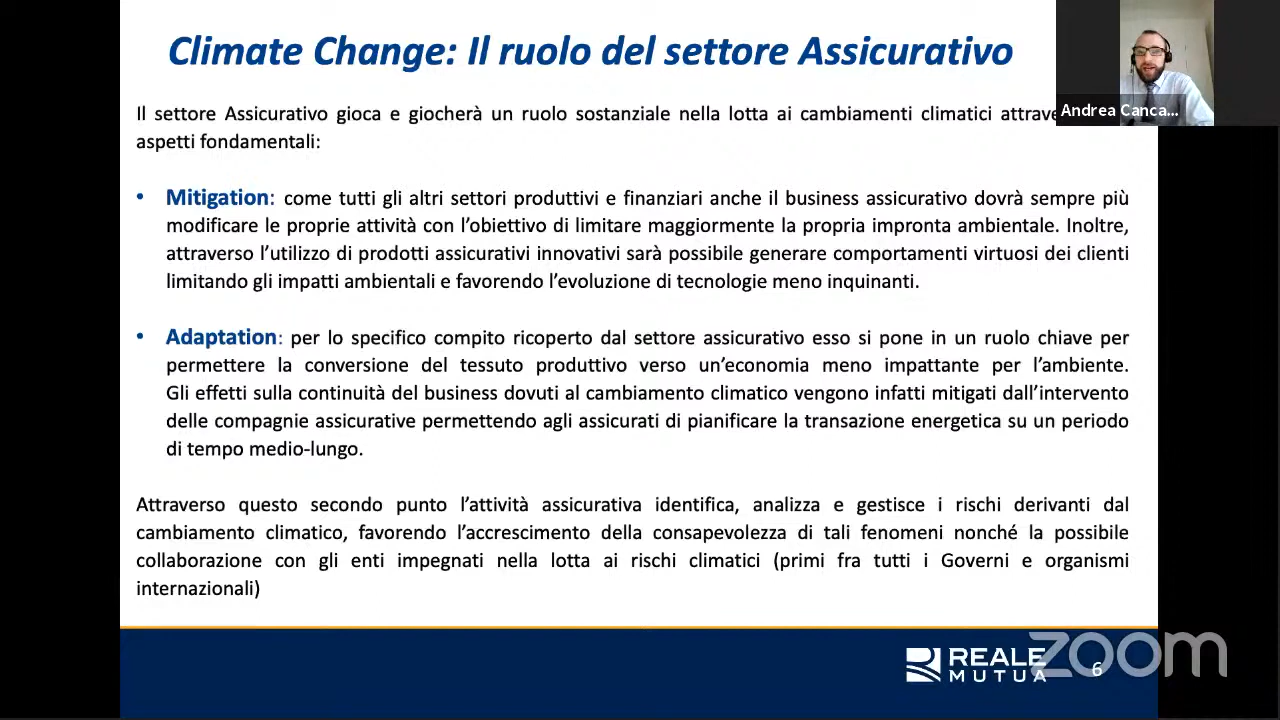 Climate Change: Il ruolo del settore Assicurativo
Il settore Assicurativo gioca e giocherà un ruolo sostanziale nella lotta ai cambiamenti climatici
aspetti fondamentali:
• Mitigation: come tutti gli altri settori produttivi e finanziari anche il business assicurativo dovrà sempre più
modificare le proprie attività con l'obiettivo di limitare maggiormente la propria impronta ambientale. Inoltre,
attraverso l'utilizzo di prodotti assicurativi innovativi sarà possibile generare comportamenti virtuosi dei clienti
limitando gli impatti ambientali e favorendo l'evoluzione di tecnologie meno inquinanti.
• Adaptation: per lo specifico compito ricoperto dal settore assicurativo esso si pone in un ruolo chiave per
permettere la conversione del tessuto produttivo verso un'economia meno impattante per l'ambiente.
Gli effetti sulla continuità del business dovuti al cambiamento climatico vengono infatti mitigati dall'intervento
delle compagnie assicurative permettendo agli assicurati di pianificare la transazione energetica su un periodo
di tempo medio-lungo.
Attraverso questo secondo punto l'attività assicurativa identifica, analizza e gestisce i rischi derivanti dal
cambiamento climatico, favorendo l'accrescimento della consapevolezza di tali fenomeni nonché la possibile
collaborazione con gli enti impegnati nella lotta ai rischi climatici (primi fra tutti i Governi e organismi
internazionali)
Andrea Canca...
REALE
MUTUA
6
zoom